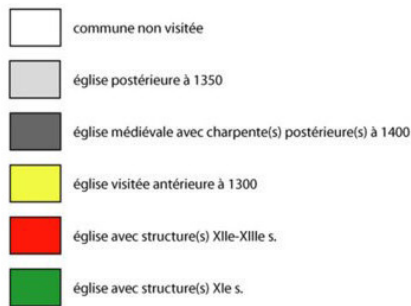 commune non visitée
église postérieure à 1350
église médiévale avec charpente(s) postérieure(s) à 1400
église visitée antérieure à 1300
église avec structure(s) XIIe-XIIIe s.
église avec structure(s) XIe s.